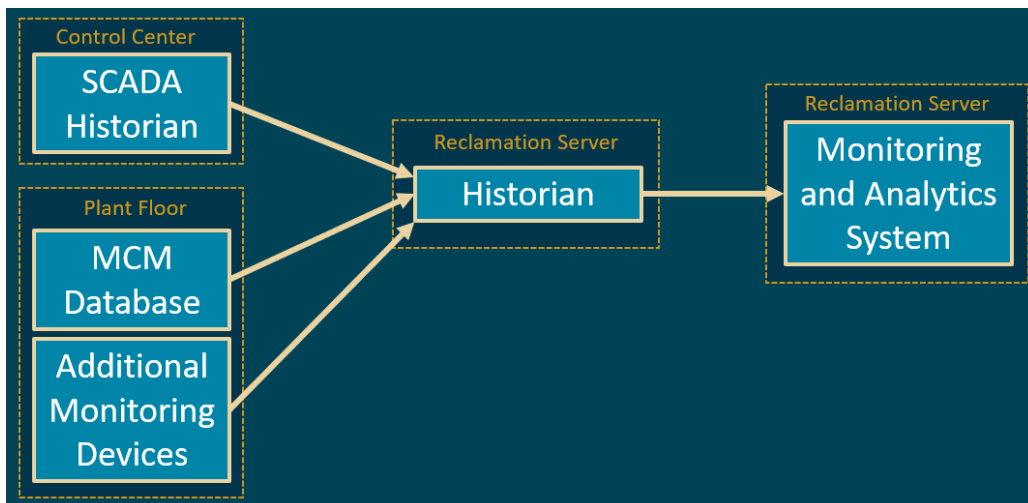 Control Center
SCADA
Historian
Plant Floor
MCM
Database
Additional
Monitoring
Devices
Reclamation Server
Historian
Reclamation Server
Monitoring
and Analytics
System